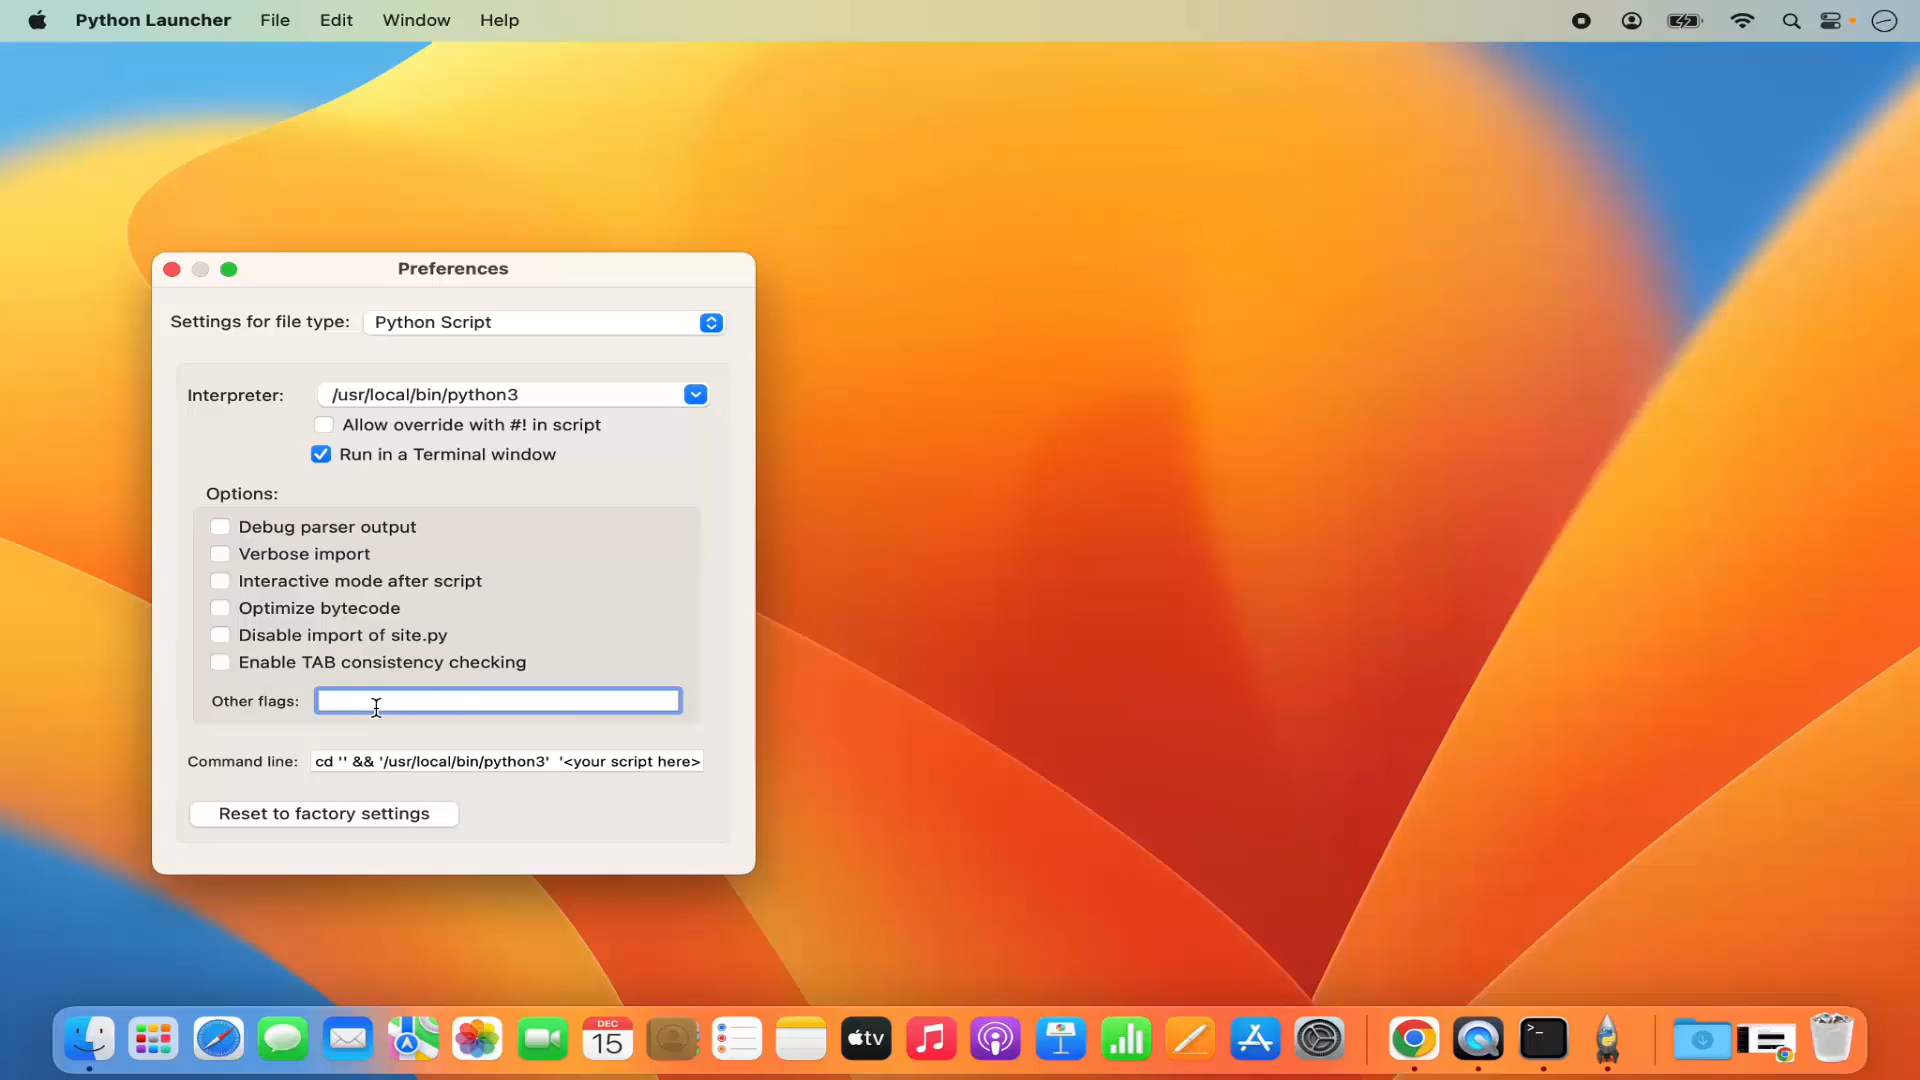 Python Launcher File Edit Window Help
Preferences
Settings for file type: Python Script
Interpreter: /usr/local/bin/python3
Allow override with #! in script
Run in a Terminal window
Options:
Debug parser output
Verbose import
Interactive mode after script
Optimize bytecode
Disable import of site.py
Enable TAB consistency checking
Other flags:
Command line: cd '' && '/usr/local/bin/python3' '<your script here>
Reset to factory settings
DEC
15
tv
>_